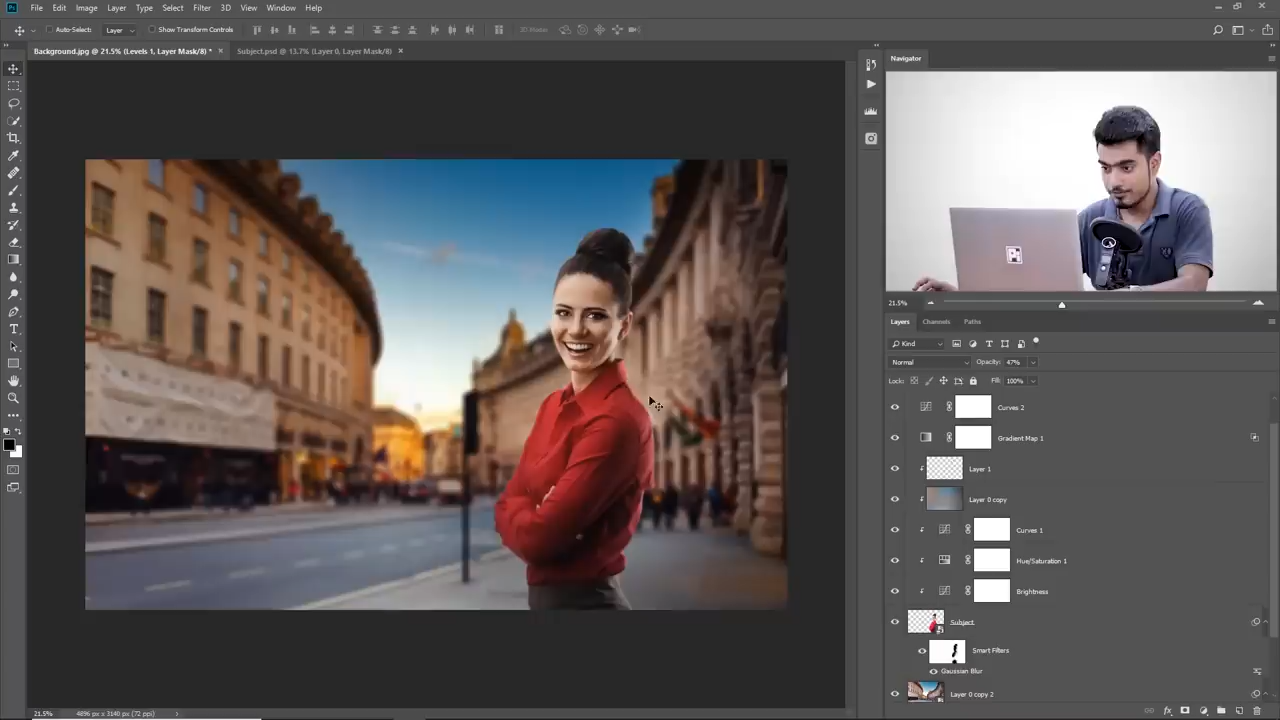 Ps File Edit Image Layer Type Select Filter 3D View Window Help
Auto-Select: Layer Show Transform Controls 3D Mode:
Background.jpg @ 21.5% (Levels 1, Layer Mask/8) * × Subject.psd @ 13.7% (Layer 0, Layer Mask/8) ×
Navigator
21.5%
Layers Channels Paths
Kind
Normal Opacity: 47%
Lock: Fill: 100%
Curves 2
Gradient Map 1
Layer 1
Layer 0 copy
Curves 1
Hue/Saturation 1
Brightness
Subject
Smart Filters
Gaussian Blur
Layer 0 copy 2
21.5% 4896 px x 3140 px (72 ppi)